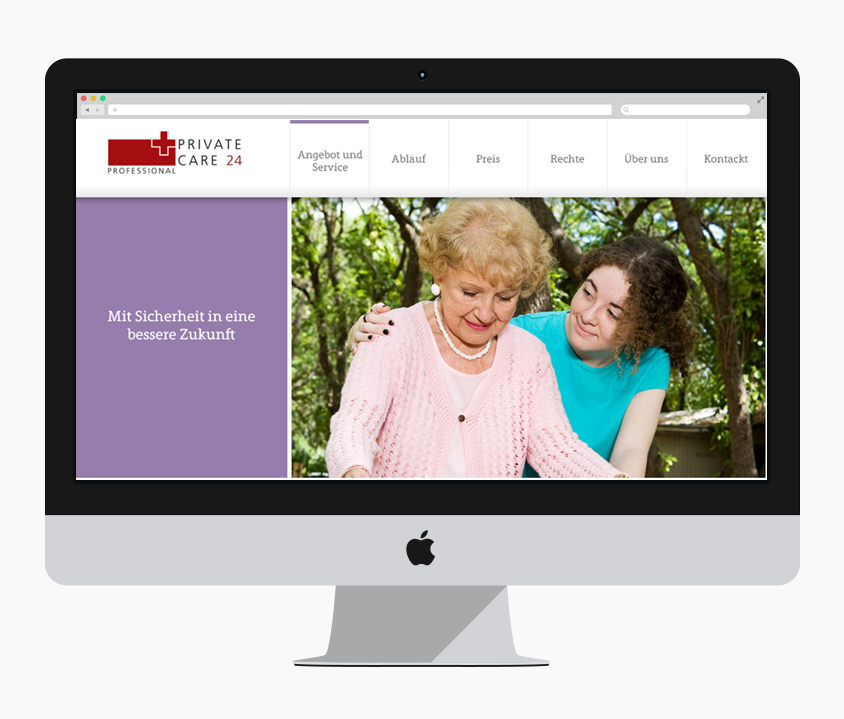 PRIVATE
CARE 24
PROFESSIONAL
Angebot und
Service
Ablauf
Preis
Rechte
Über uns
Kontackt
Mit Sicherheit in eine
bessere Zukunft